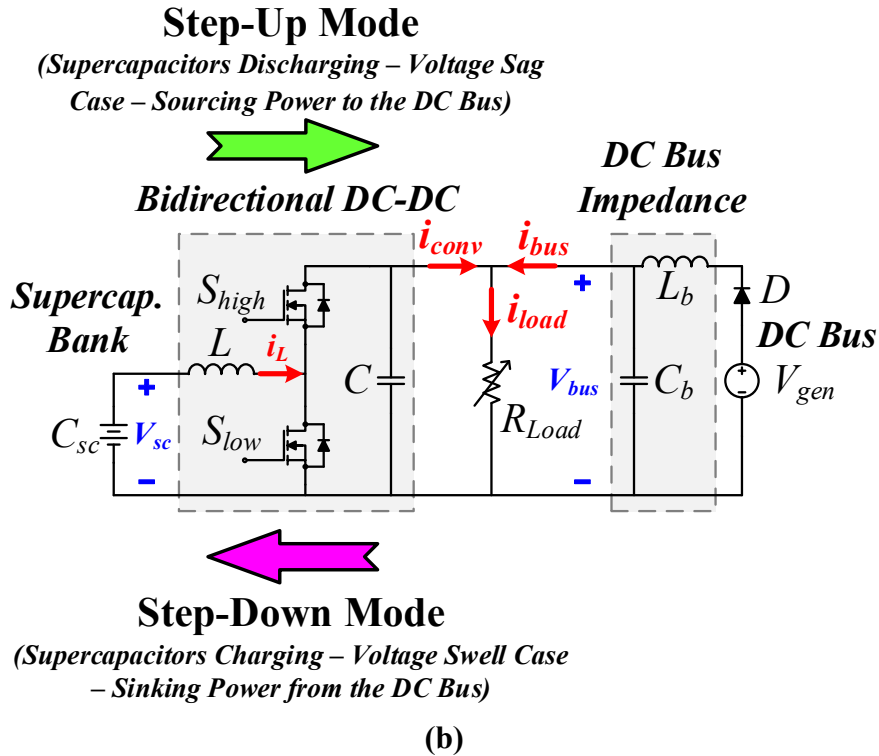 Step-Up Mode
(Supercapacitors Discharging – Voltage Sag
Case – Sourcing Power to the DC Bus)
DC Bus
Impedance
Bidirectional DC-DC
i_conv
i_bus
Supercap.
Bank
S_high
L
i_L
C
i_load
L_b
D
DC Bus
+
V_sc
–
C_sc
S_low
R_Load
+
V_bus
–
C_b
V_gen
Step-Down Mode
(Supercapacitors Charging – Voltage Swell Case
– Sinking Power from the DC Bus)
(b)